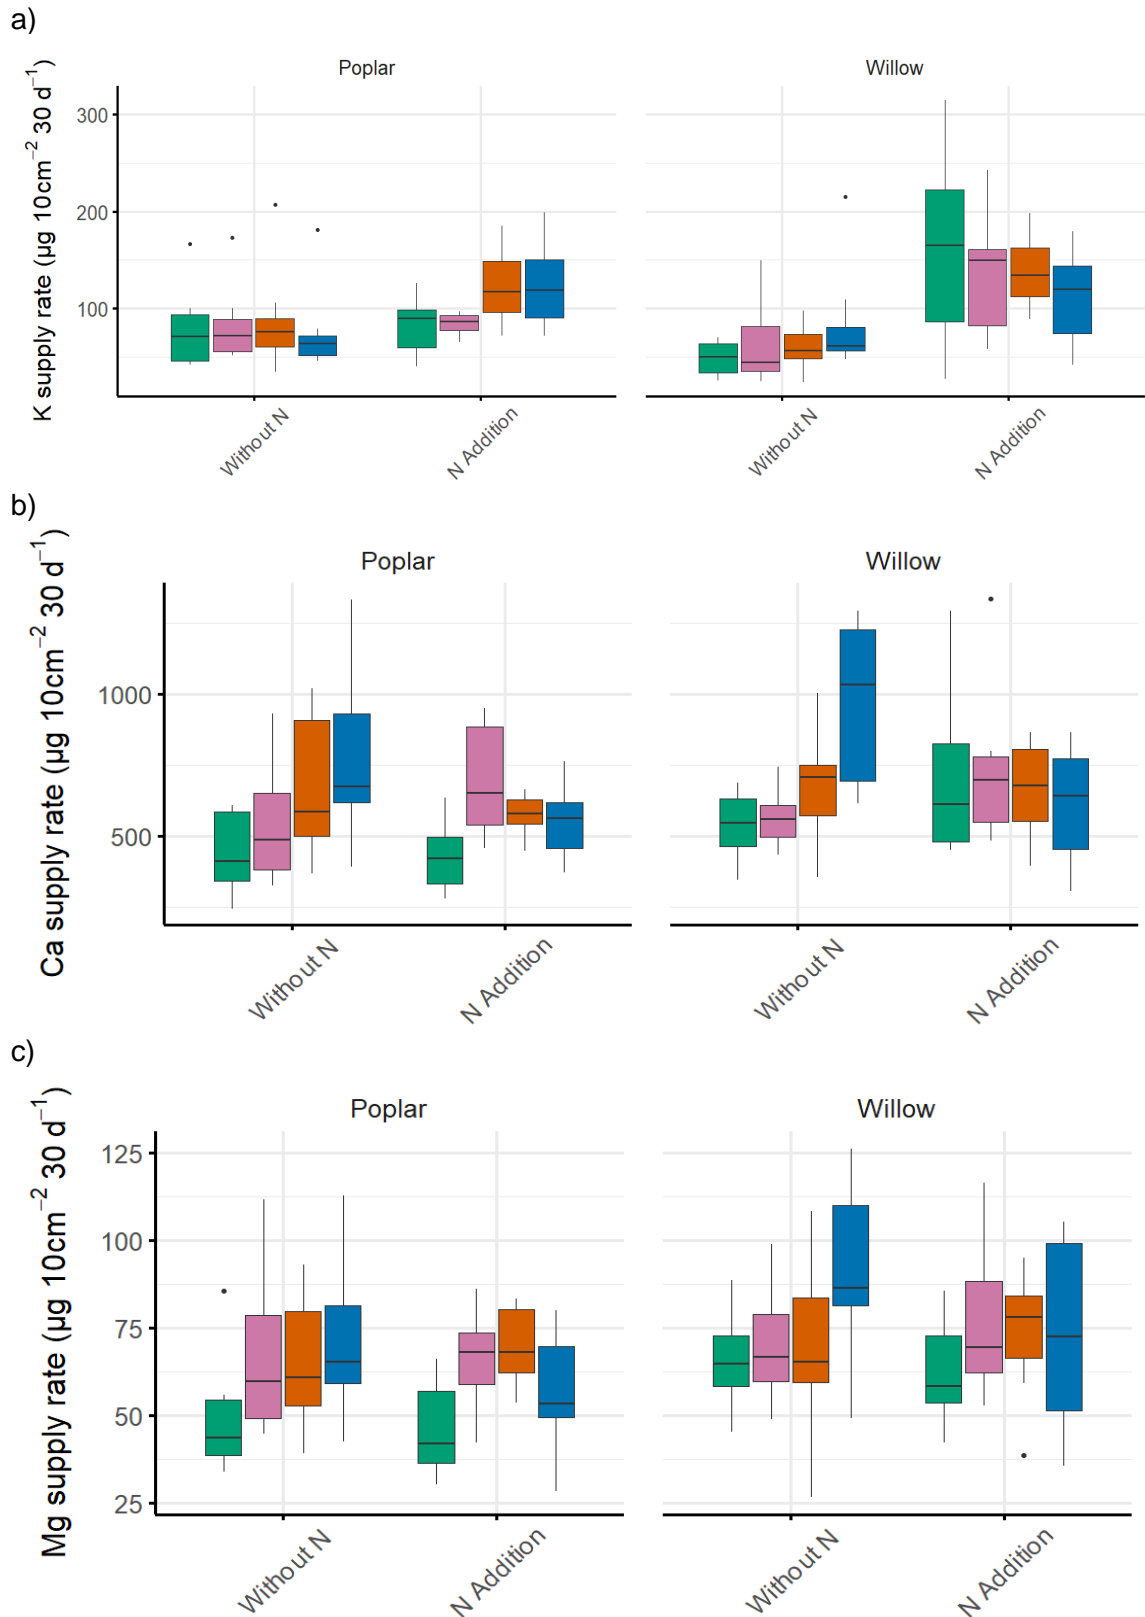 a)
Poplar
Willow
K supply rate (µg 10cm⁻² 30 d⁻¹)
300
200
100
Without N
N Addition
Without N
N Addition
b)
Poplar
Willow
Ca supply rate (µg 10cm⁻² 30 d⁻¹)
1000
500
Without N
N Addition
Without N
N Addition
c)
Poplar
Willow
Mg supply rate (µg 10cm⁻² 30 d⁻¹)
125
100
75
50
25
Without N
N Addition
Without N
N Addition